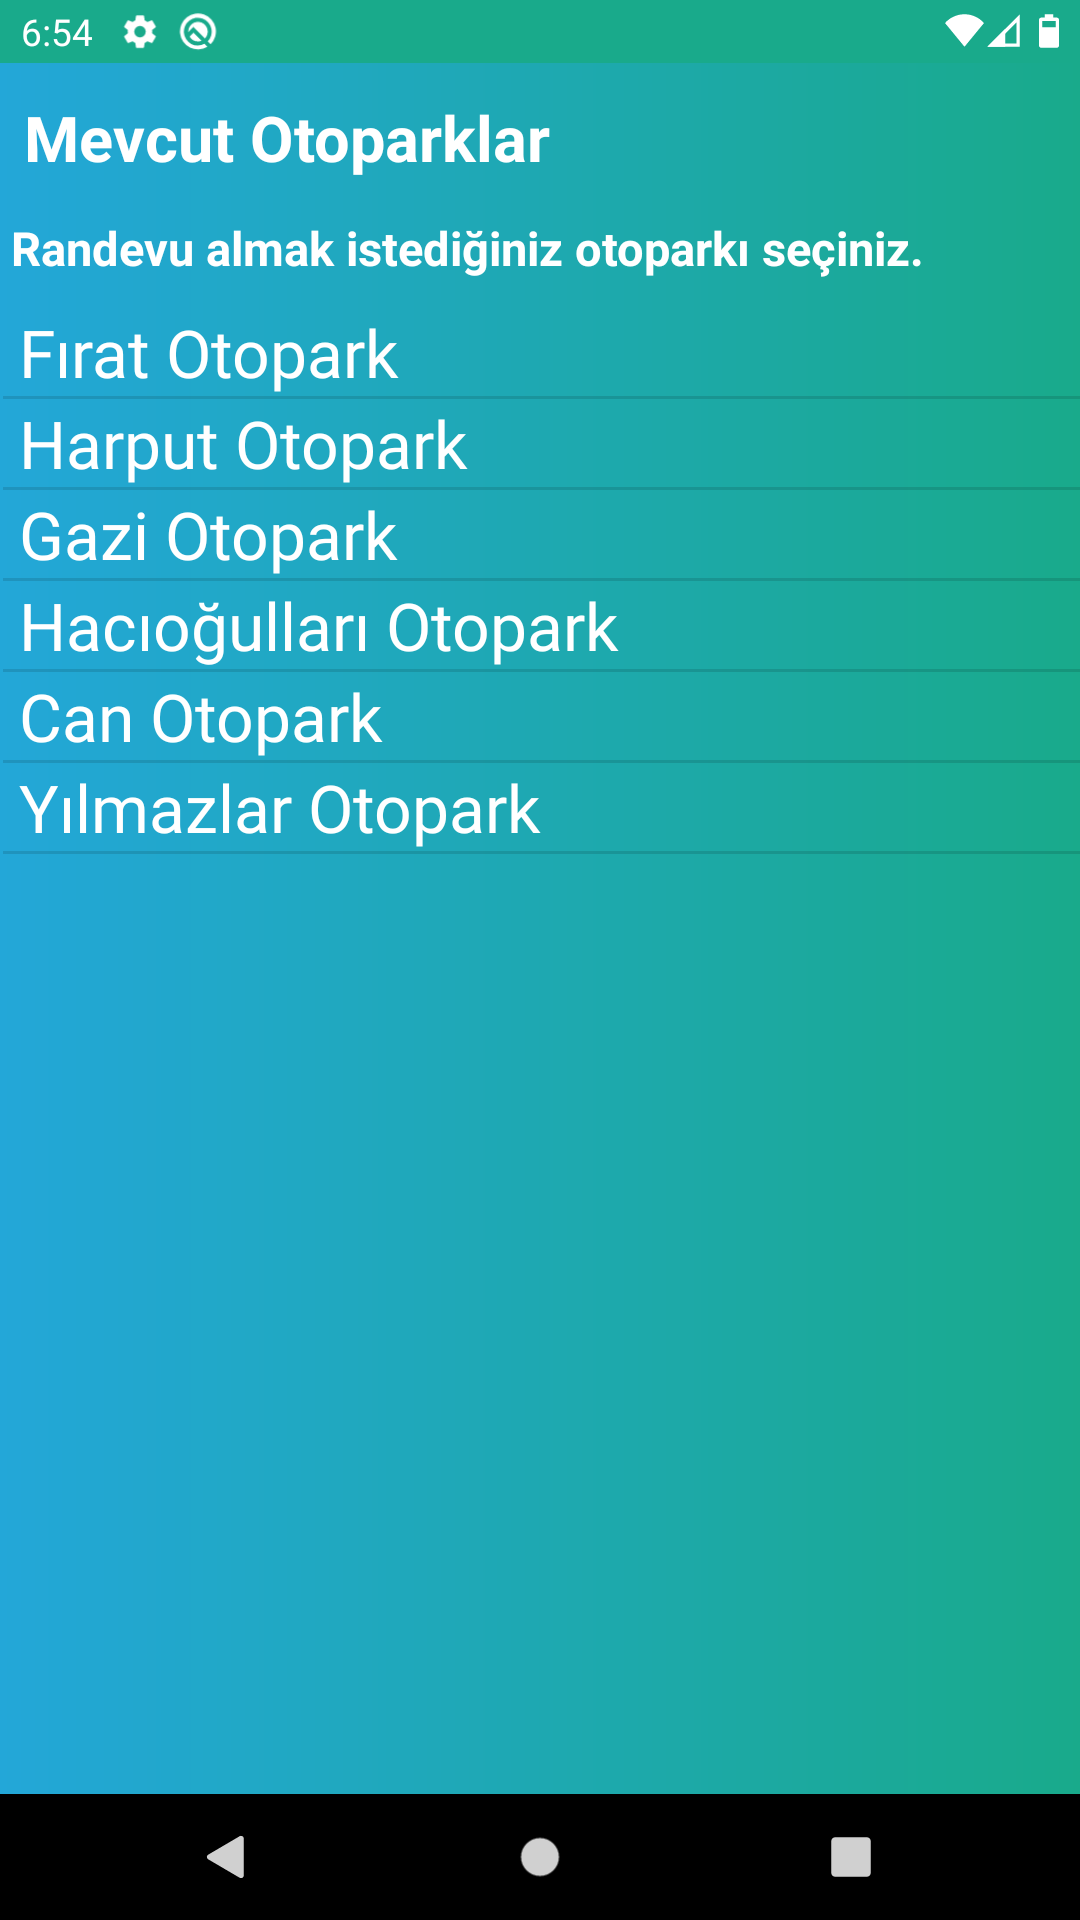 6:54
Mevcut Otoparklar
Randevu almak istediğiniz otoparkı seçiniz.
Fırat Otopark
Harput Otopark
Gazi Otopark
Hacıoğulları Otopark
Can Otopark
Yılmazlar Otopark